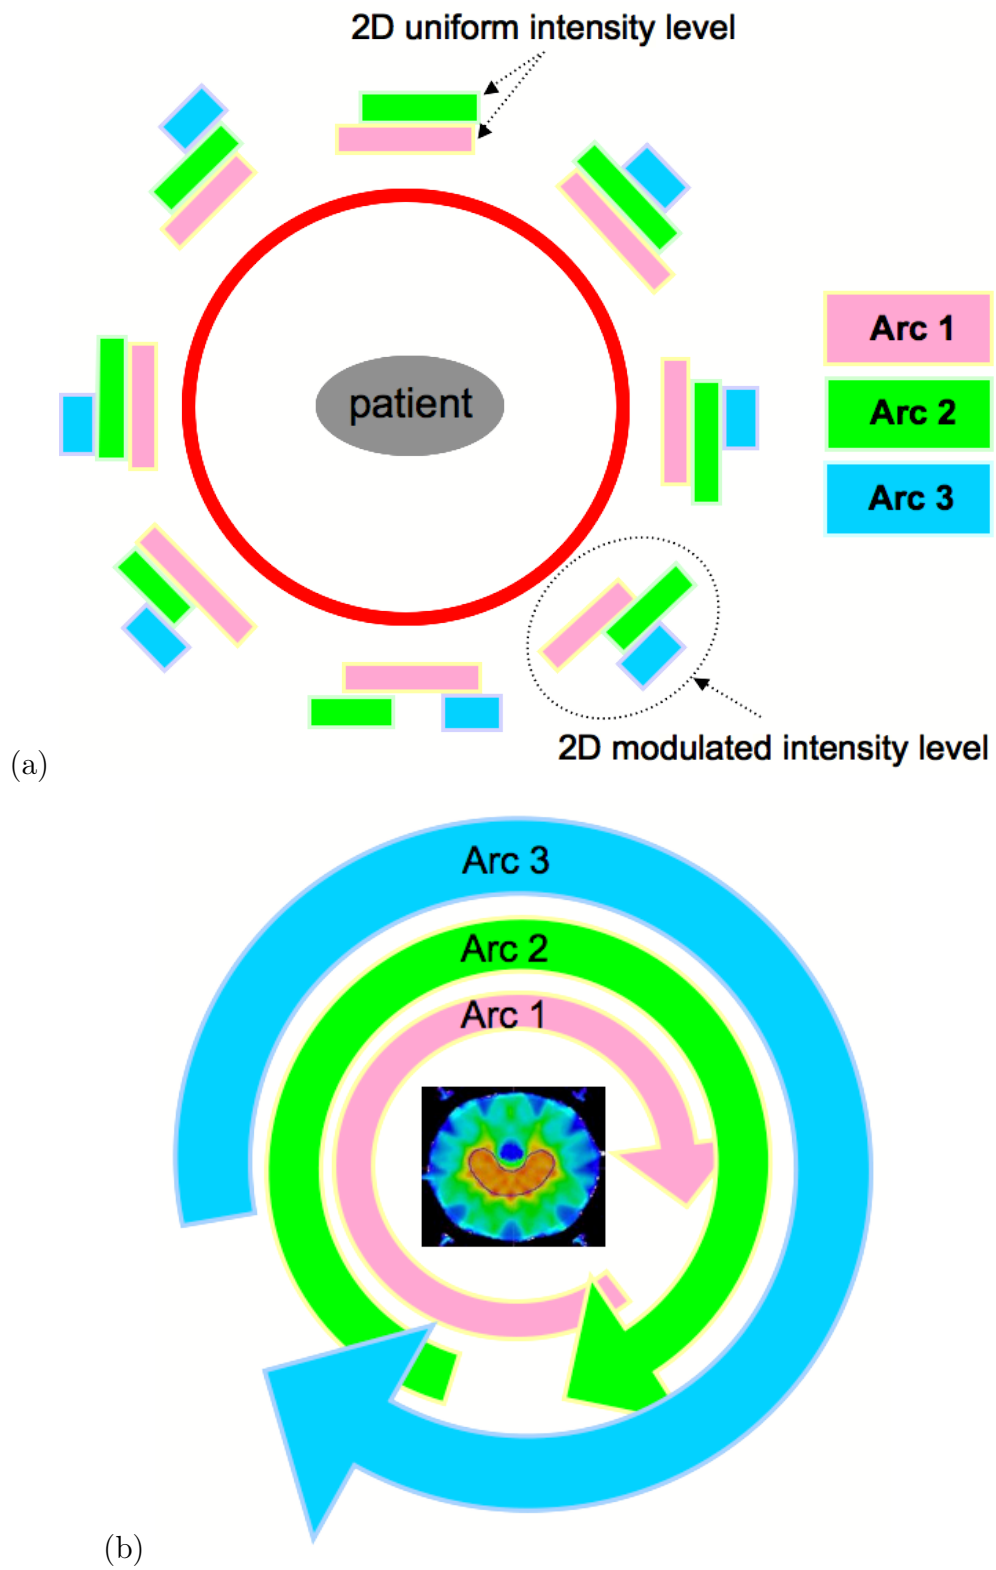 2D uniform intensity level
patient
Arc 1
Arc 2
Arc 3
2D modulated intensity level
(a)
Arc 3
Arc 2
Arc 1
(b)